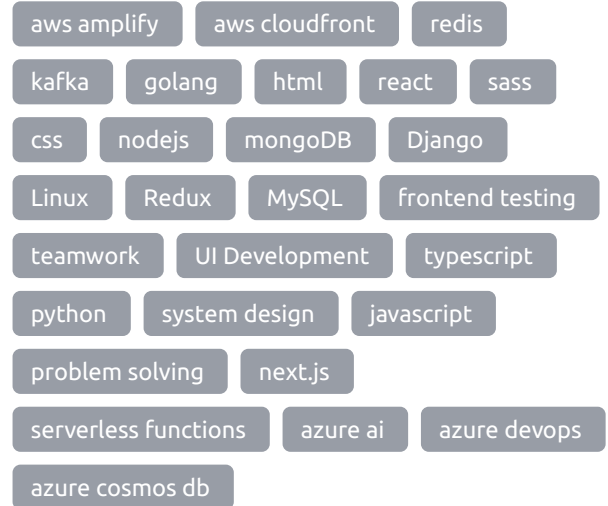 aws amplify aws cloudfront redis
kafka golang html react sass
css nodejs mongoDB Django
Linux Redux MySQL frontend testing
teamwork UI Development typescript
python system design javascript
problem solving next.js
serverless functions azure ai azure devops
azure cosmos db